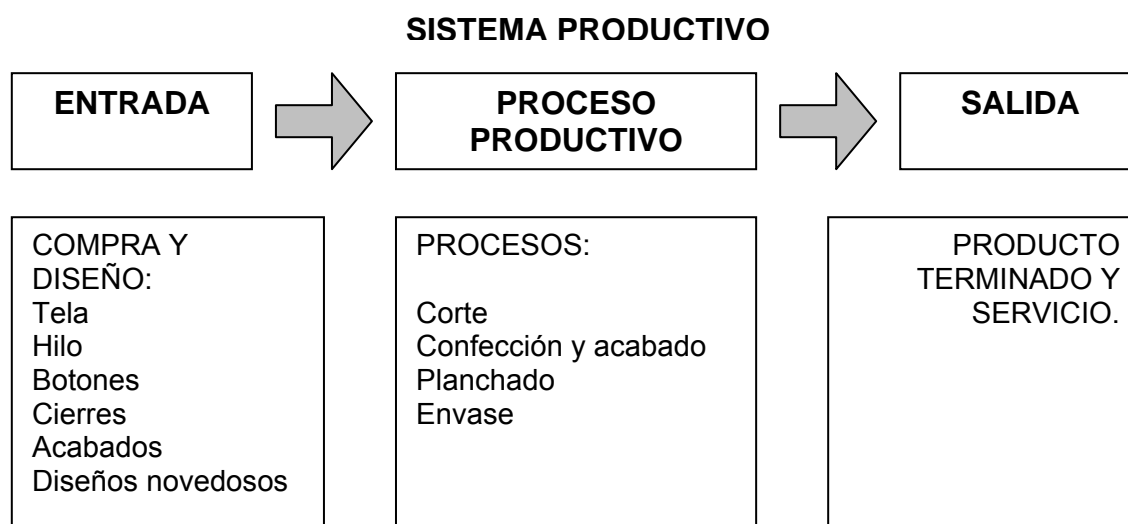 SISTEMA PRODUCTIVO
ENTRADA
PROCESO
PRODUCTIVO
SALIDA
COMPRA Y
DISEÑO:
Tela
Hilo
Botones
Cierres
Acabados
Diseños novedosos
PROCESOS:
Corte
Confección y acabado
Planchado
Envase
PRODUCTO
TERMINADO Y
SERVICIO.